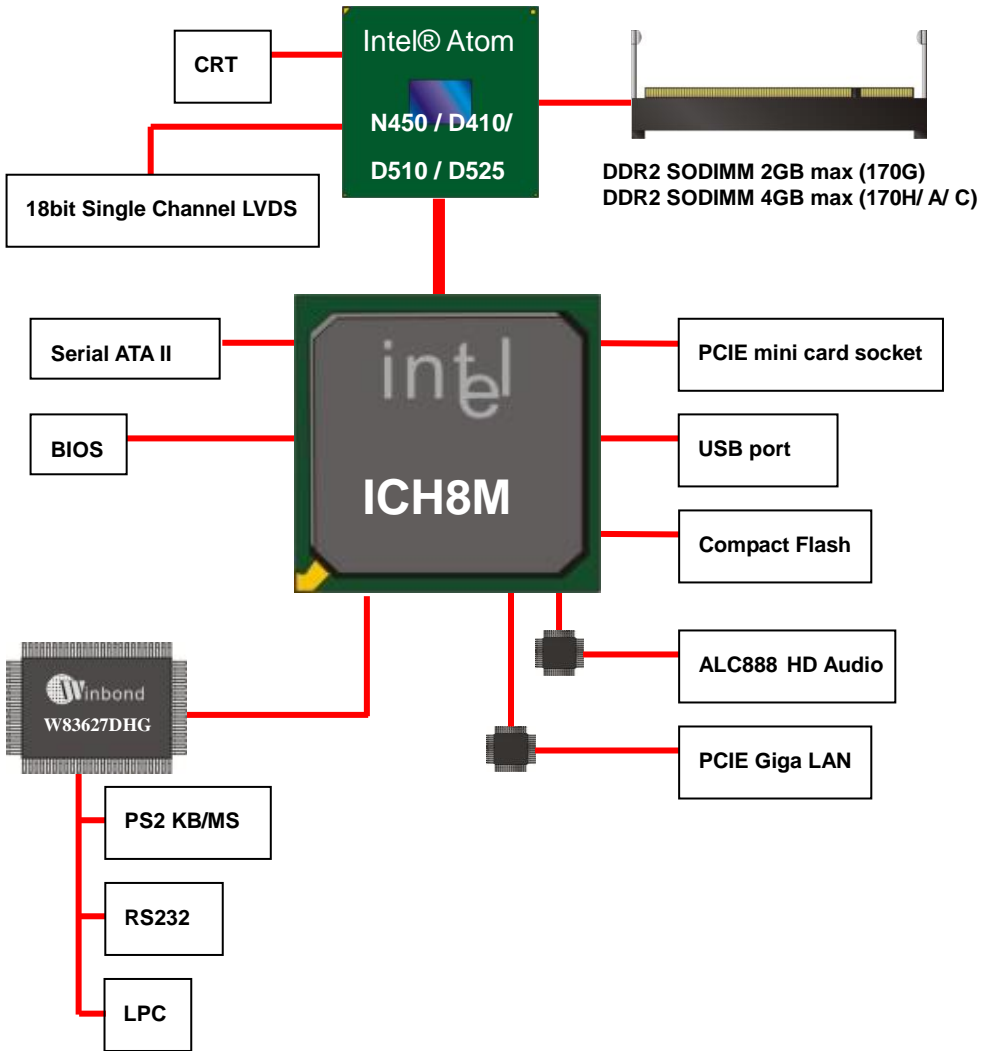 Intel® Atom
N450 / D410/
D510 / D525
CRT
18bit Single Channel LVDS
DDR2 SODIMM 2GB max (170G)
DDR2 SODIMM 4GB max (170H/ A/ C)
intel
ICH8M
Serial ATA II
BIOS
PCIE mini card socket
USB port
Compact Flash
ALC888 HD Audio
PCIE Giga LAN
Winbond
W83627DHG
PS2 KB/MS
RS232
LPC